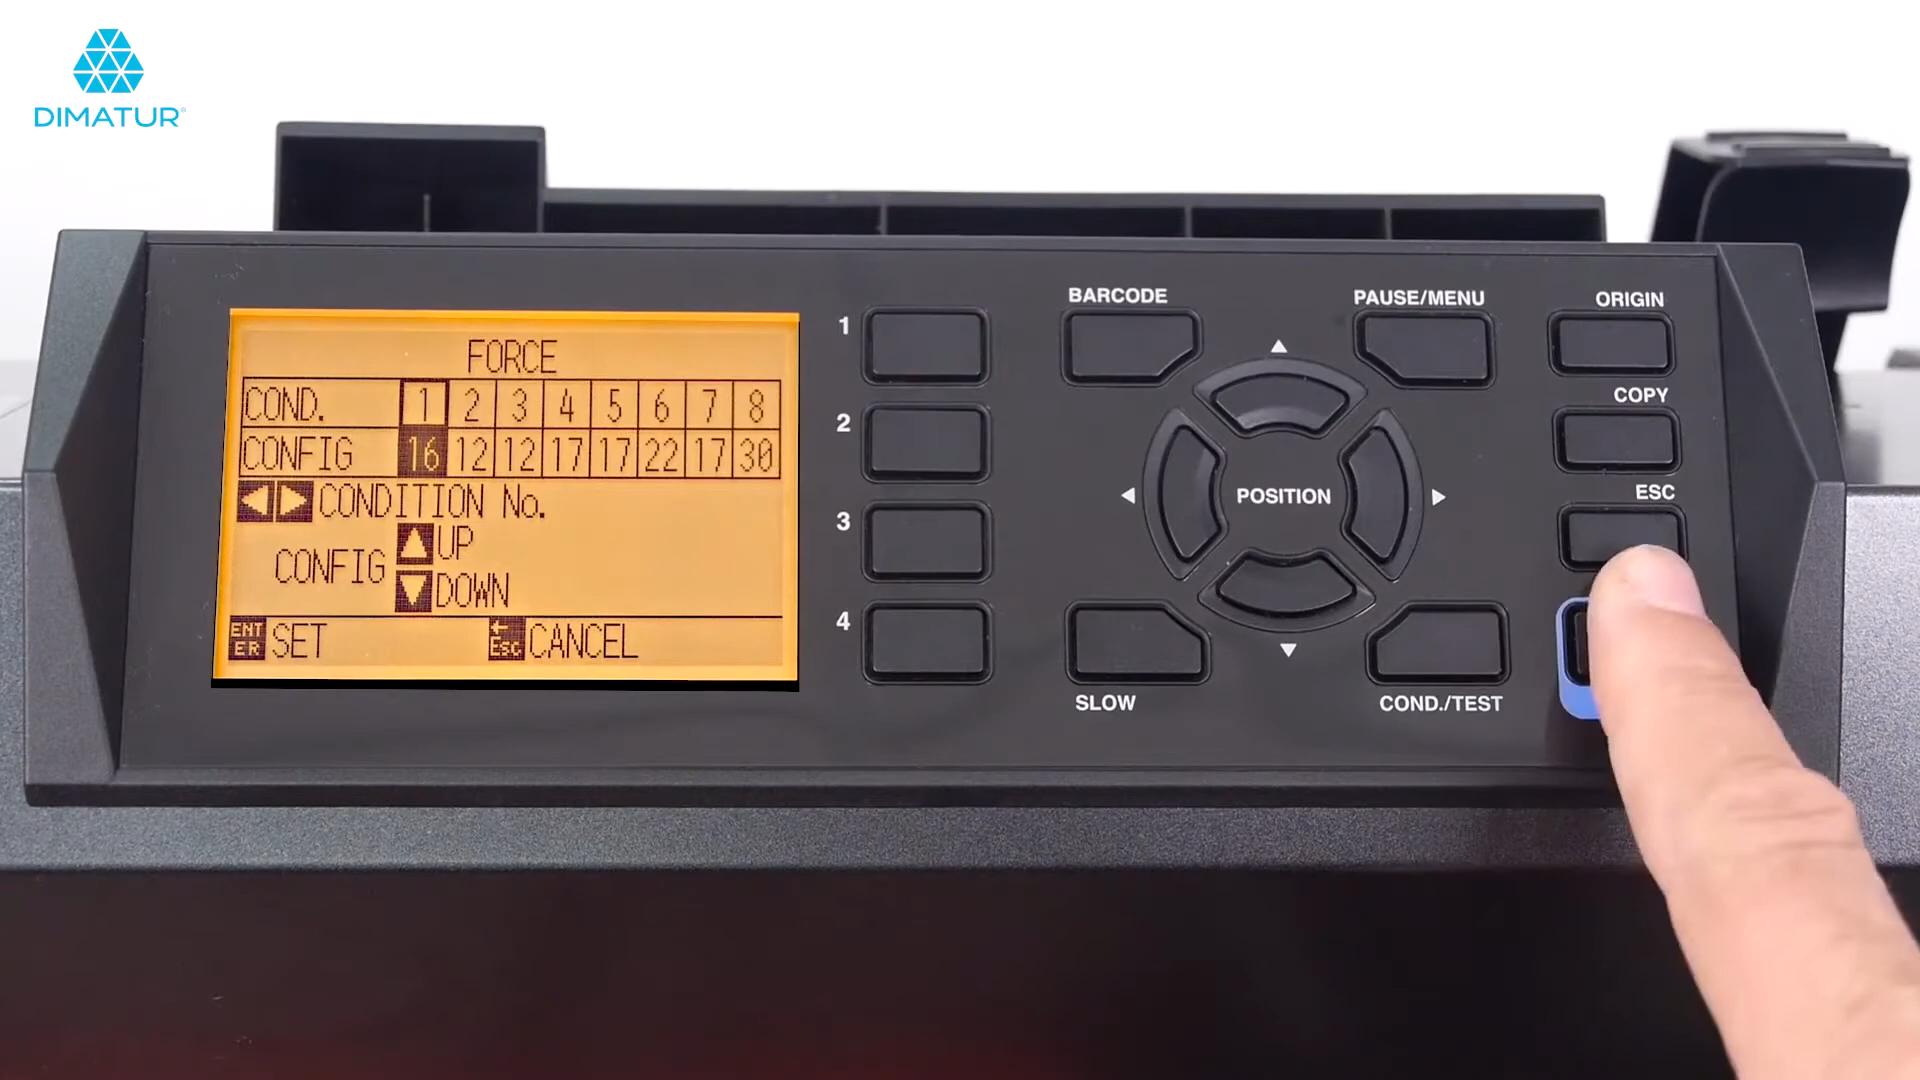 DIMATUR®
FORCE
COND. 1 2 3 4 5 6 7 8
CONFIG 16 12 12 17 17 22 17 30
CONDITION No.
CONFIG
UP
DOWN
ENT ER SET
ESC CANCEL
1
2
3
4
BARCODE
PAUSE/MENU
ORIGIN
COPY
ESC
POSITION
SLOW
COND./TEST